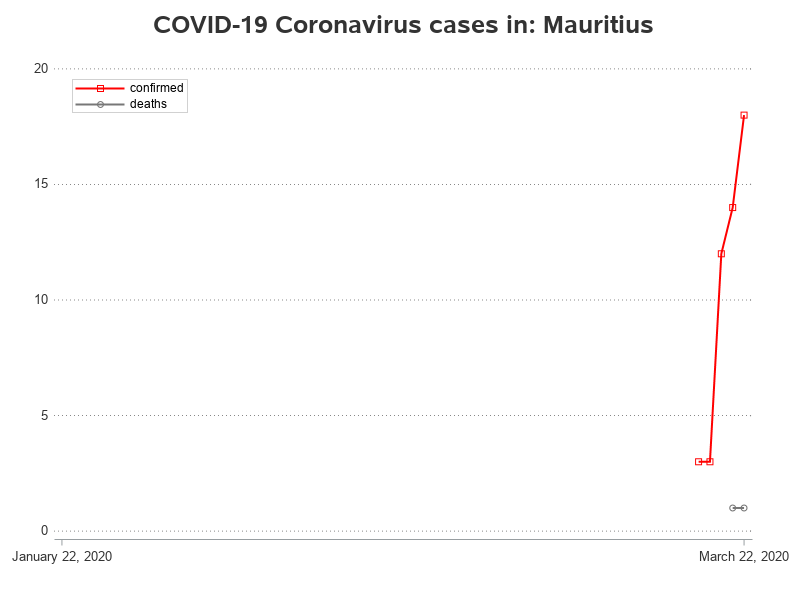 COVID-19 Coronavirus cases in: Mauritius
20
confirmed
deaths
15
10
5
0
January 22, 2020
March 22, 2020